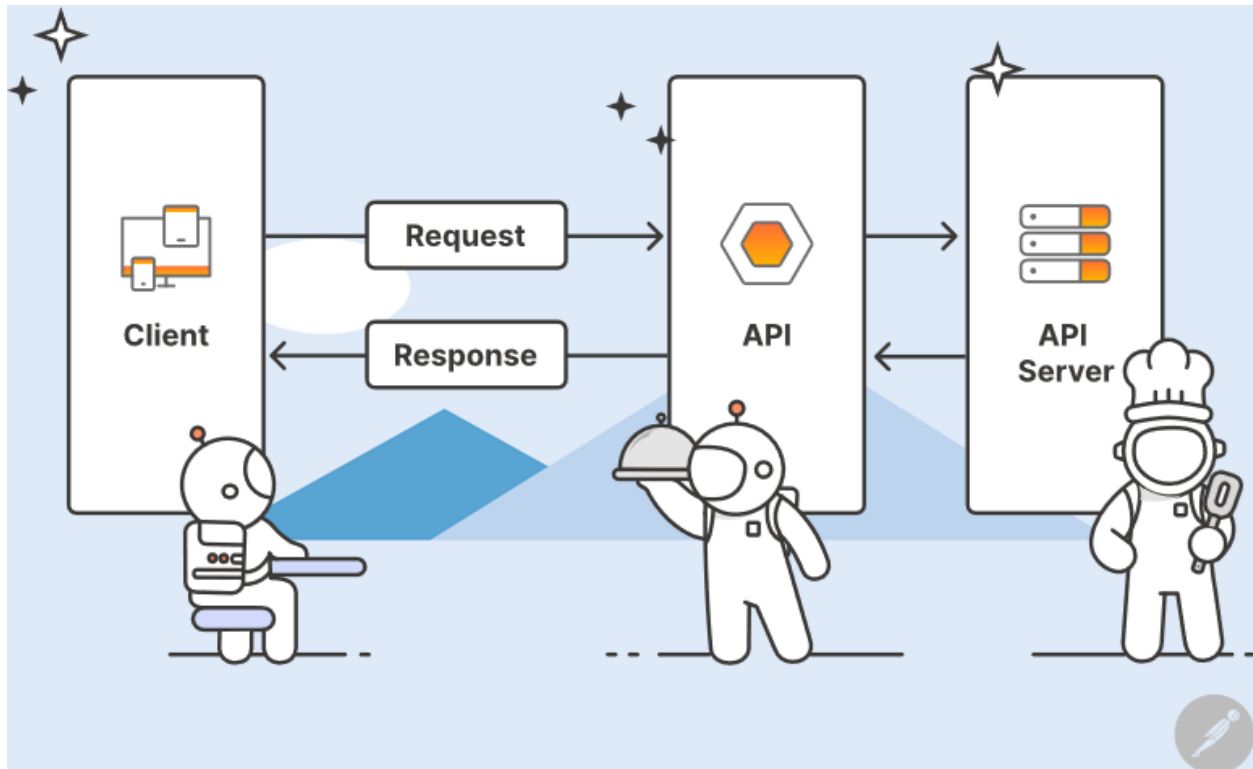 Request
Response
Client
API
API
Server